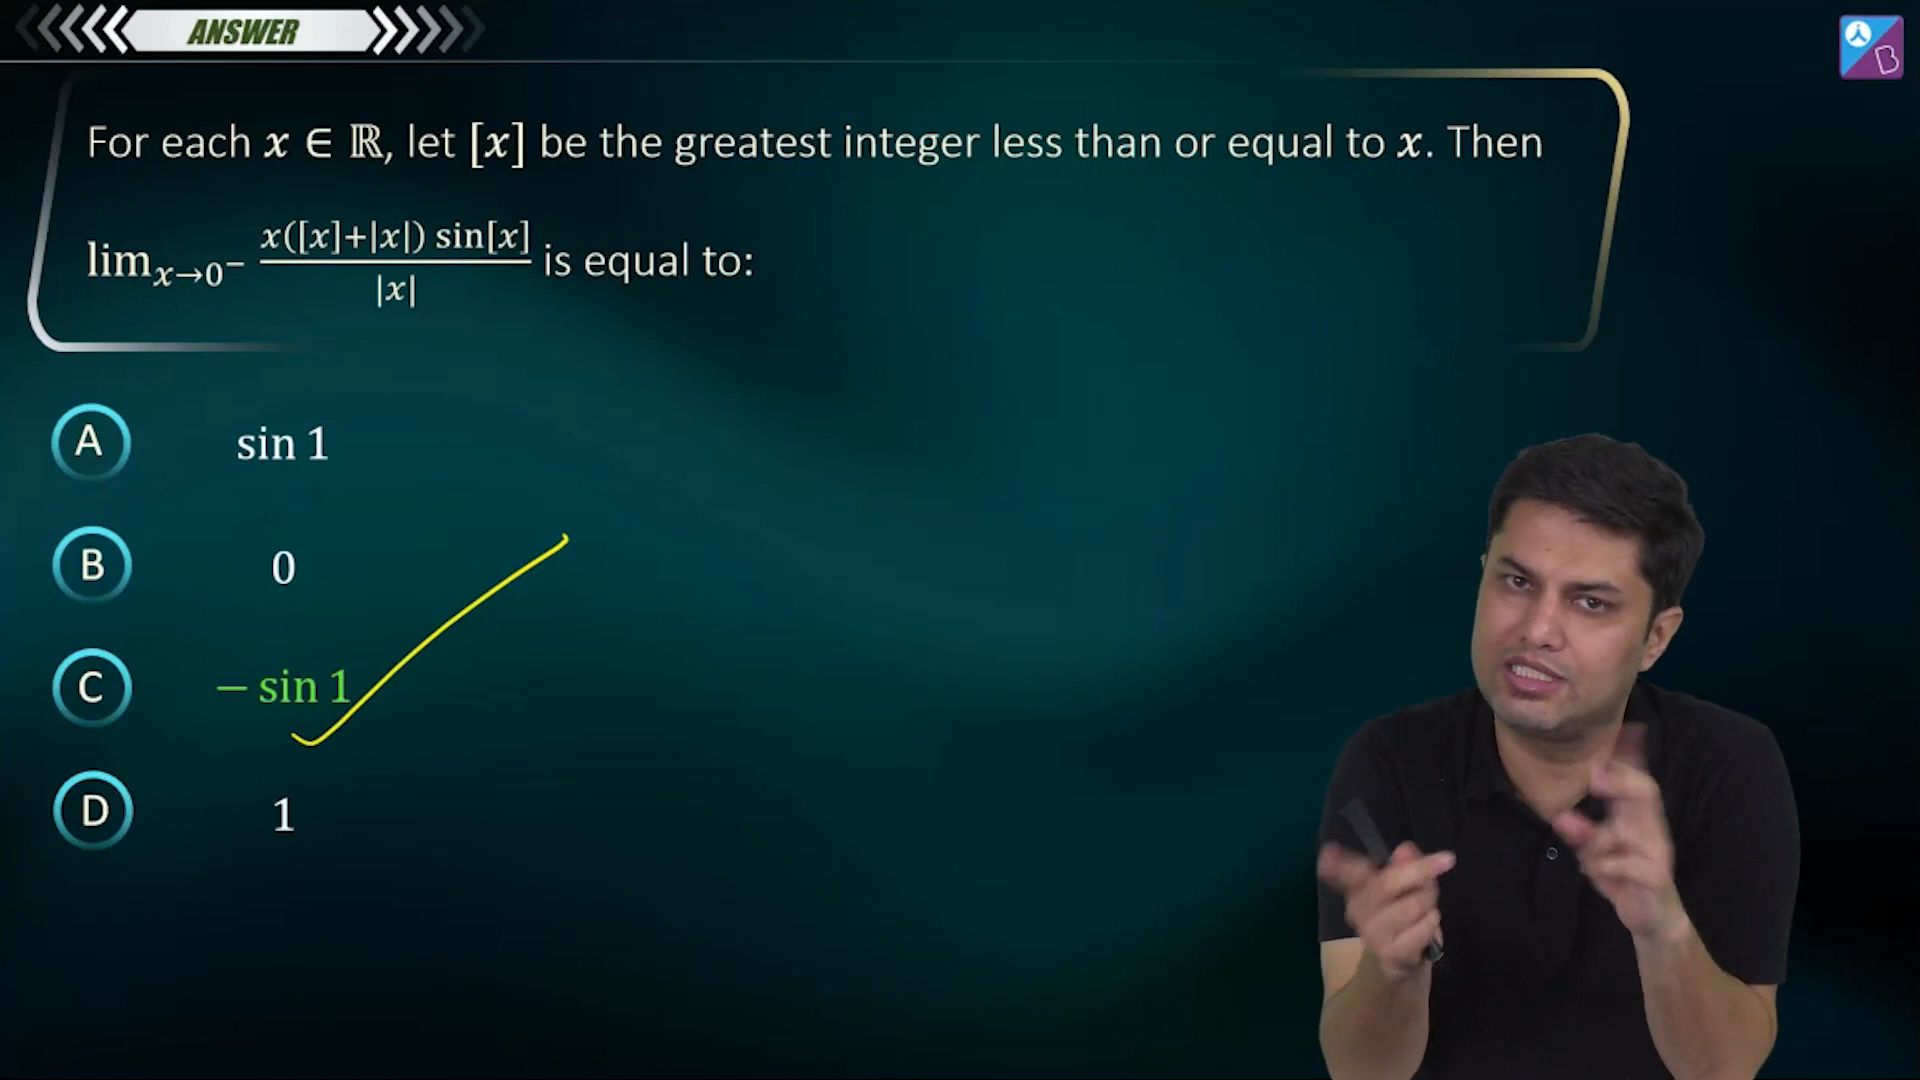 ANSWER
B
For each x ∈ ℝ, let [x] be the greatest integer less than or equal to x. Then
lim_{x→0⁻} \frac{x([x]+|x|) sin[x]}{|x|} is equal to:
A sin 1
B 0
C − sin 1
D 1